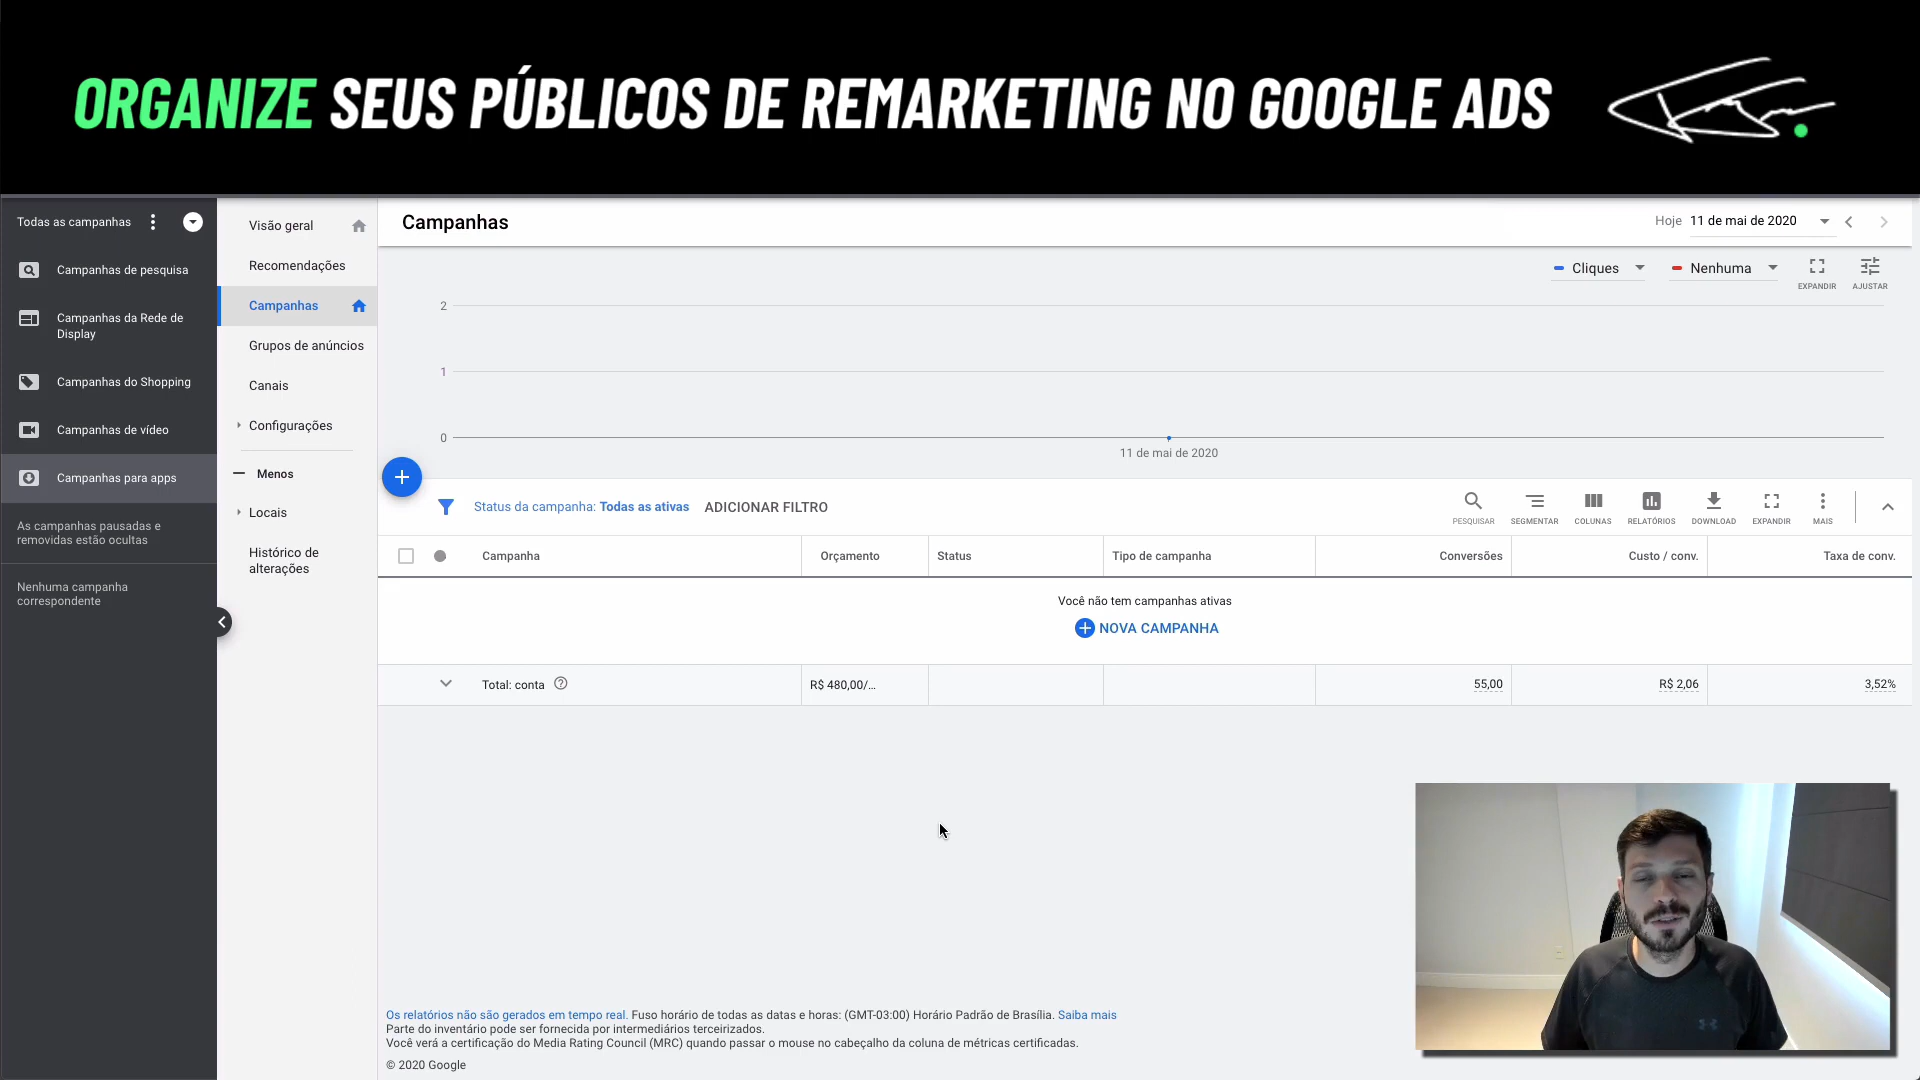 ORGANIZE SEUS PÚBLICOS DE REMARKETING NO GOOGLE ADS
Todas as campanhas
Campanhas de pesquisa
Campanhas da Rede de
Display
Campanhas do Shopping
Campanhas de vídeo
Campanhas para apps
As campanhas pausadas e
removidas estão ocultas
Nenhuma campanha
correspondente
Visão geral
Recomendações
Campanhas
Grupos de anúncios
Canais
Configurações
Menos
Locais
Histórico de
alterações
Campanhas
Hoje 11 de mai de 2020
Cliques Nenhuma EXPANDIR AJUSTAR
2
1
0
11 de mai de 2020
Status da campanha: Todas as ativas ADICIONAR FILTRO
PESQUISAR SEGMENTAR COLUNAS RELATÓRIOS DOWNLOAD EXPANDIR MAIS
Campanha Orçamento Status Tipo de campanha Conversões Custo / conv. Taxa de conv.
Você não tem campanhas ativas
NOVA CAMPANHA
Total: conta R$ 480,00/... 55,00 R$ 2,06 3,52%
Os relatórios não são gerados em tempo real. Fuso horário de todas as datas e horas: (GMT-03:00) Horário Padrão de Brasília. Saiba mais
Parte do inventário pode ser fornecida por intermediários terceirizados.
Você verá a certificação do Media Rating Council (MRC) quando passar o mouse no cabeçalho da coluna de métricas certificadas.
© 2020 Google